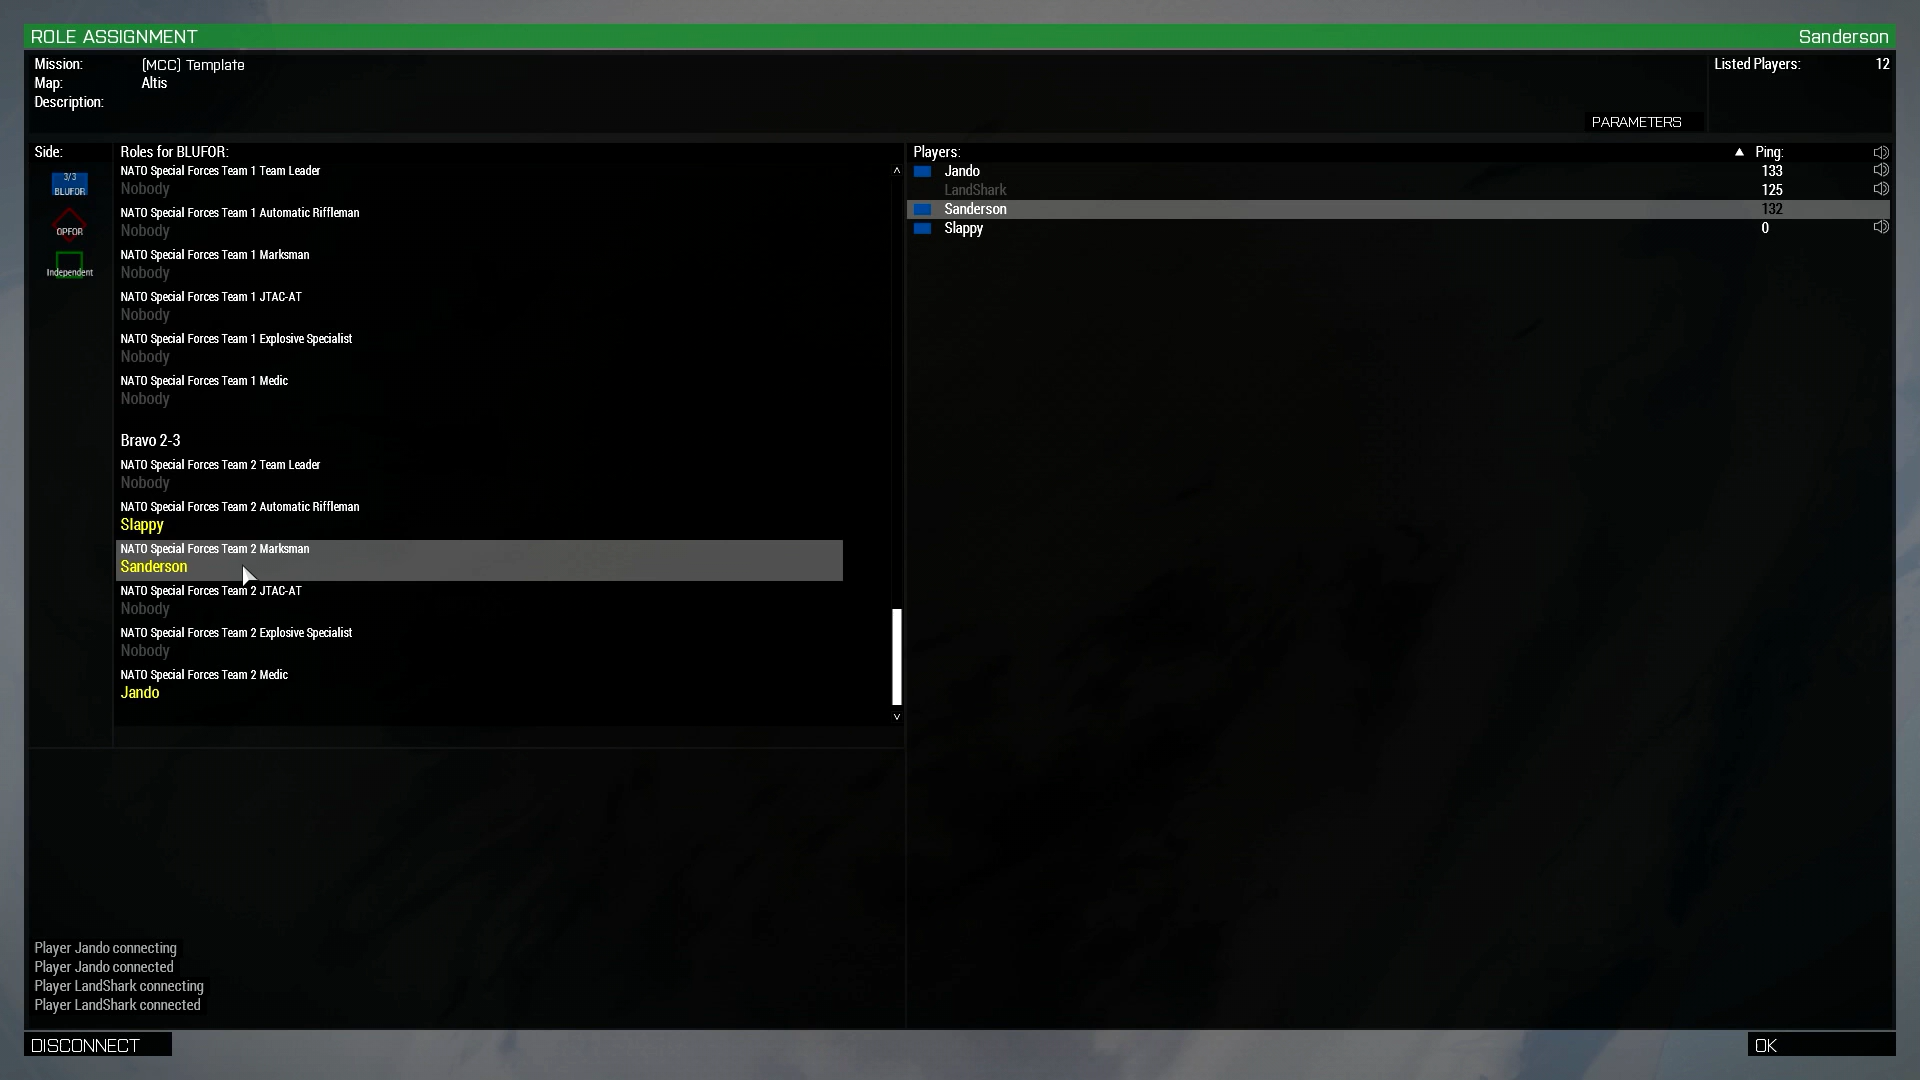 ROLE ASSIGNMENT Sanderson
Mission: (MCC) Template
Map: Altis
Description:
Listed Players: 12
PARAMETERS
Side:
3/3
BLUFOR
OPFOR
Independent
Roles for BLUFOR:
NATO Special Forces Team 1 Team Leader
Nobody
NATO Special Forces Team 1 Automatic Riffleman
Nobody
NATO Special Forces Team 1 Marksman
Nobody
NATO Special Forces Team 1 JTAC-AT
Nobody
NATO Special Forces Team 1 Explosive Specialist
Nobody
NATO Special Forces Team 1 Medic
Nobody
Bravo 2-3
NATO Special Forces Team 2 Team Leader
Nobody
NATO Special Forces Team 2 Automatic Riffleman
Slappy
NATO Special Forces Team 2 Marksman
Sanderson
NATO Special Forces Team 2 JTAC-AT
Nobody
NATO Special Forces Team 2 Explosive Specialist
Nobody
NATO Special Forces Team 2 Medic
Jando
Players: Ping:
Jando 133
LandShark 125
Sanderson 132
Slappy 0
Player Jando connecting
Player Jando connected
Player LandShark connecting
Player LandShark connected
DISCONNECT
OK